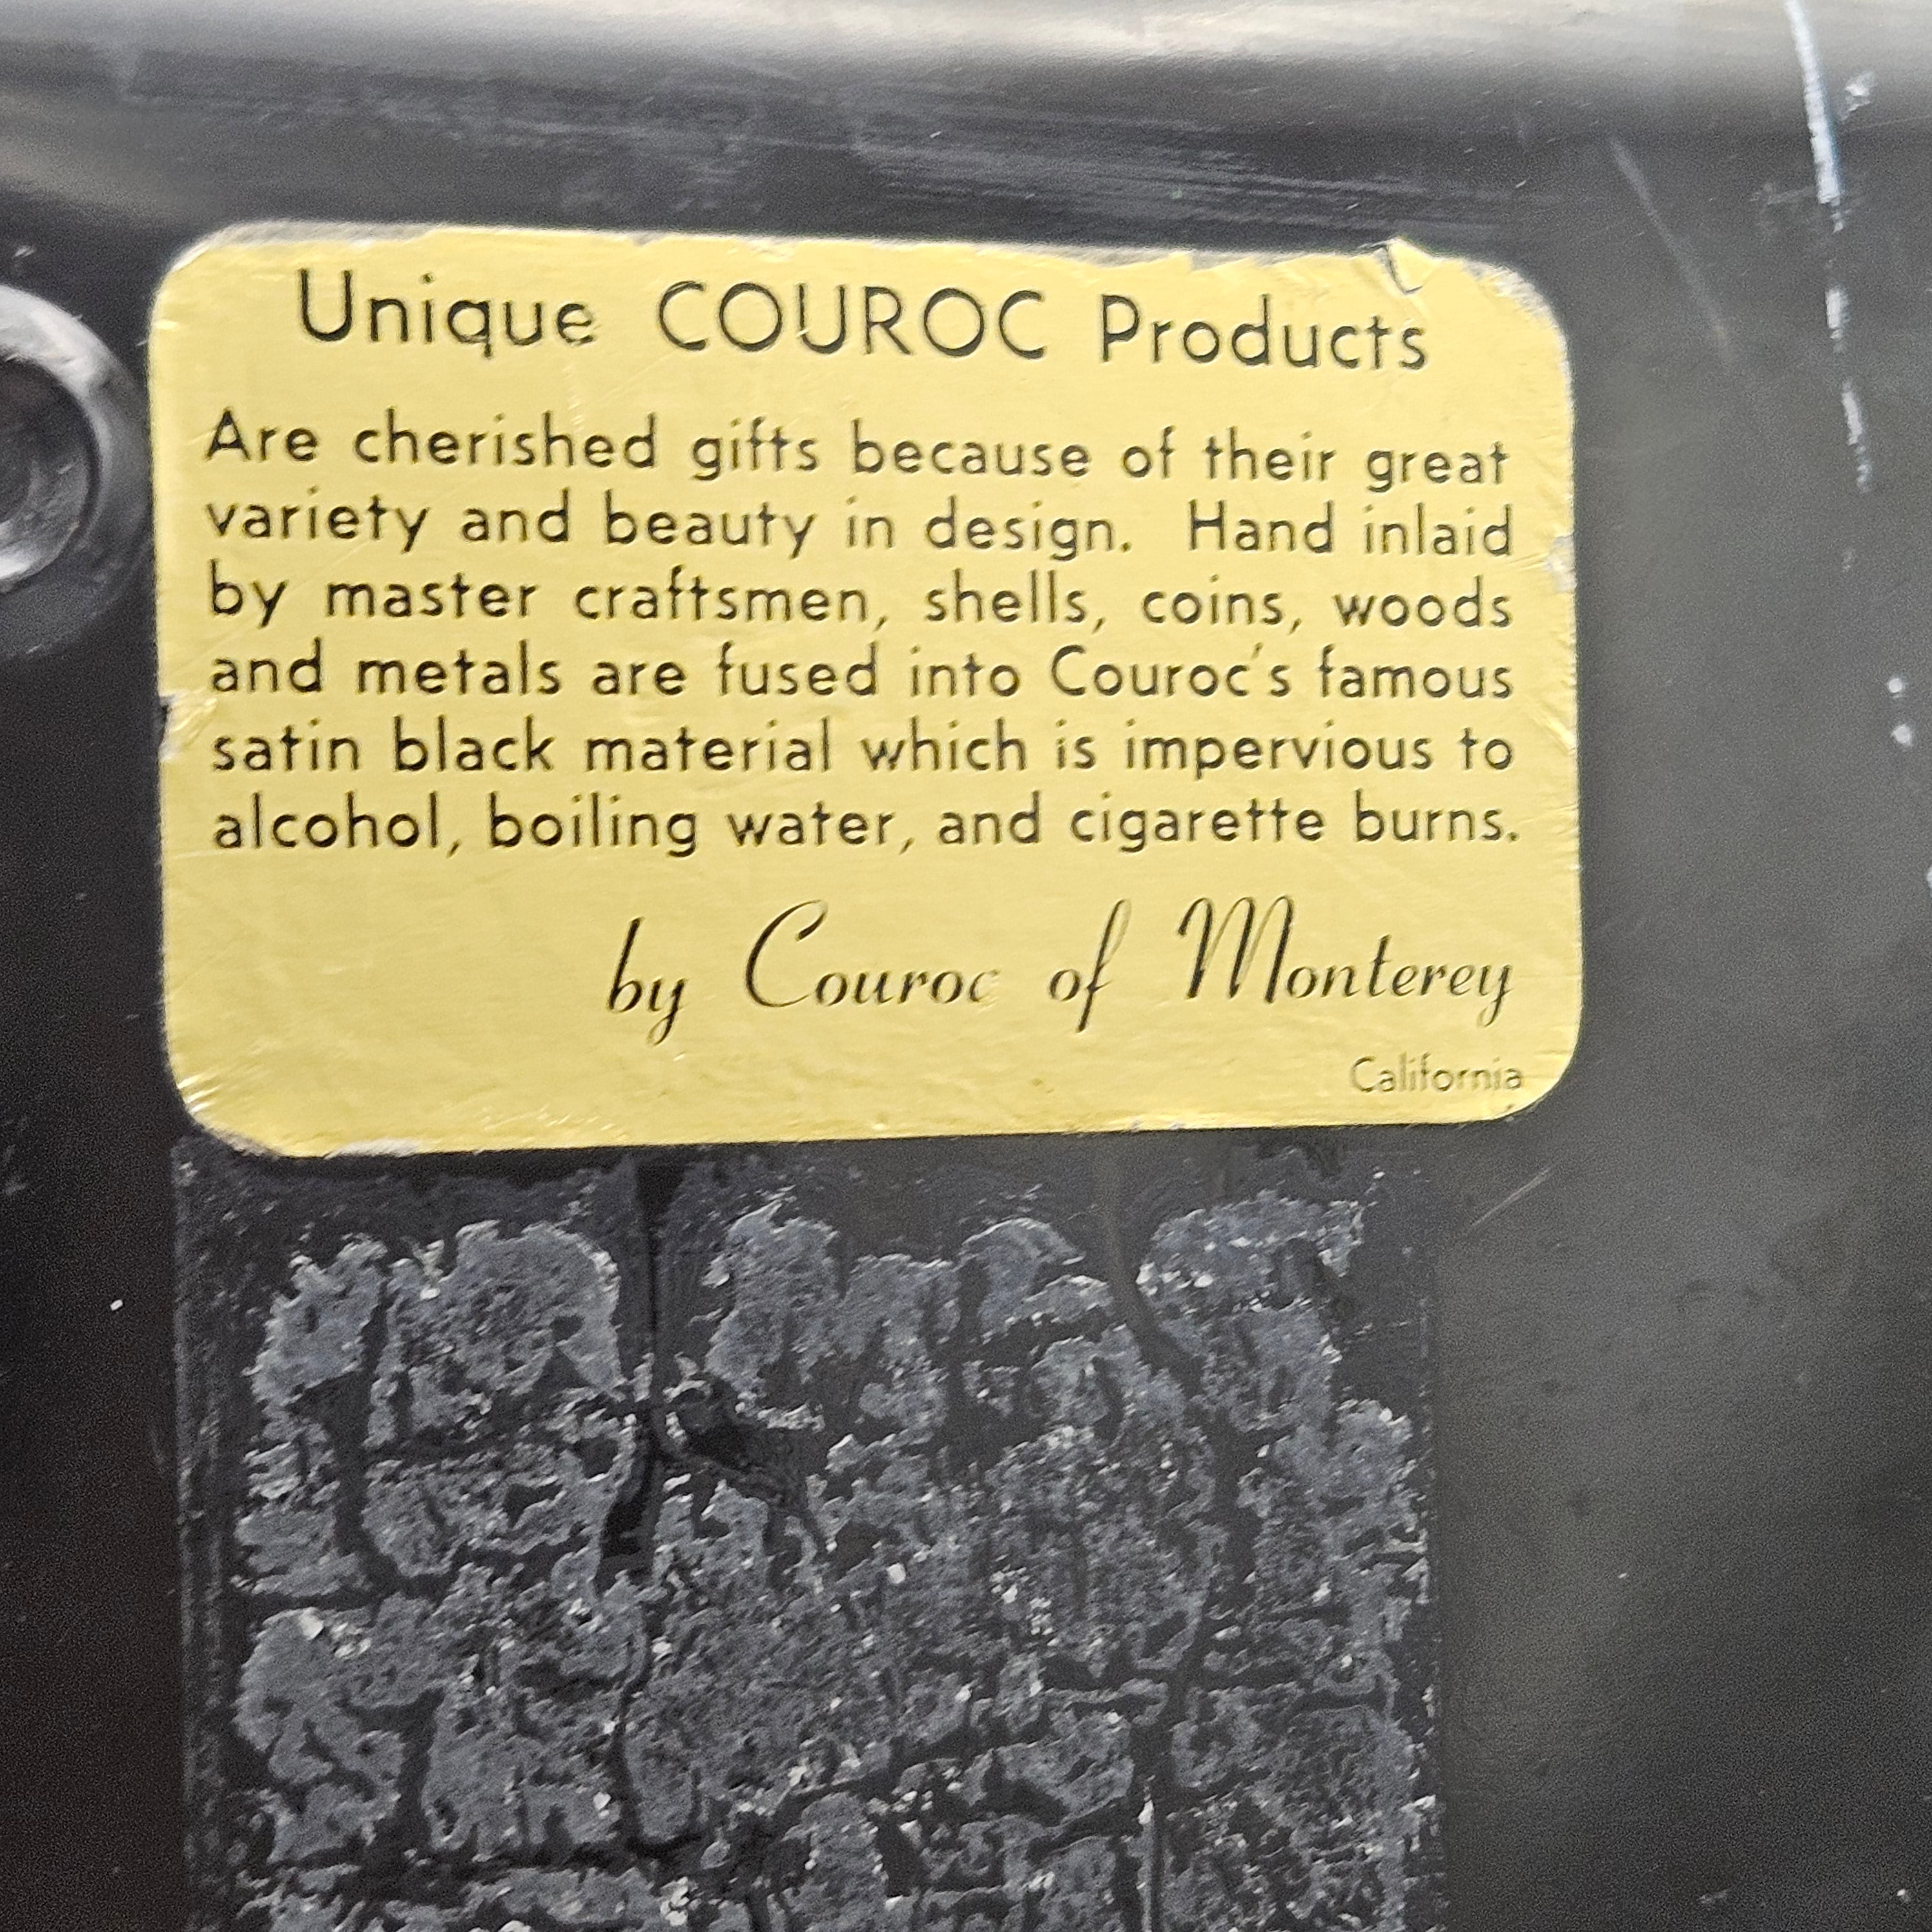 Unique COUROC Products
Are cherished gifts because of their great
variety and beauty in design. Hand inlaid
by master craftsmen, shells, coins, woods
and metals are fused into Couroc's famous
satin black material which is impervious to
alcohol, boiling water, and cigarette burns.
by Couroc of Monterey
California